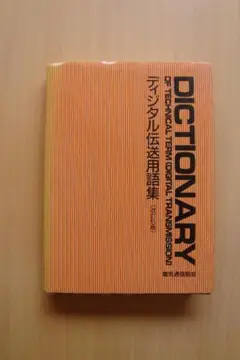 DICTIONARY
OF TECHNICAL TERM (DIGITAL TRANSMISSION)
ディジタル伝送用語集
電気通信協会